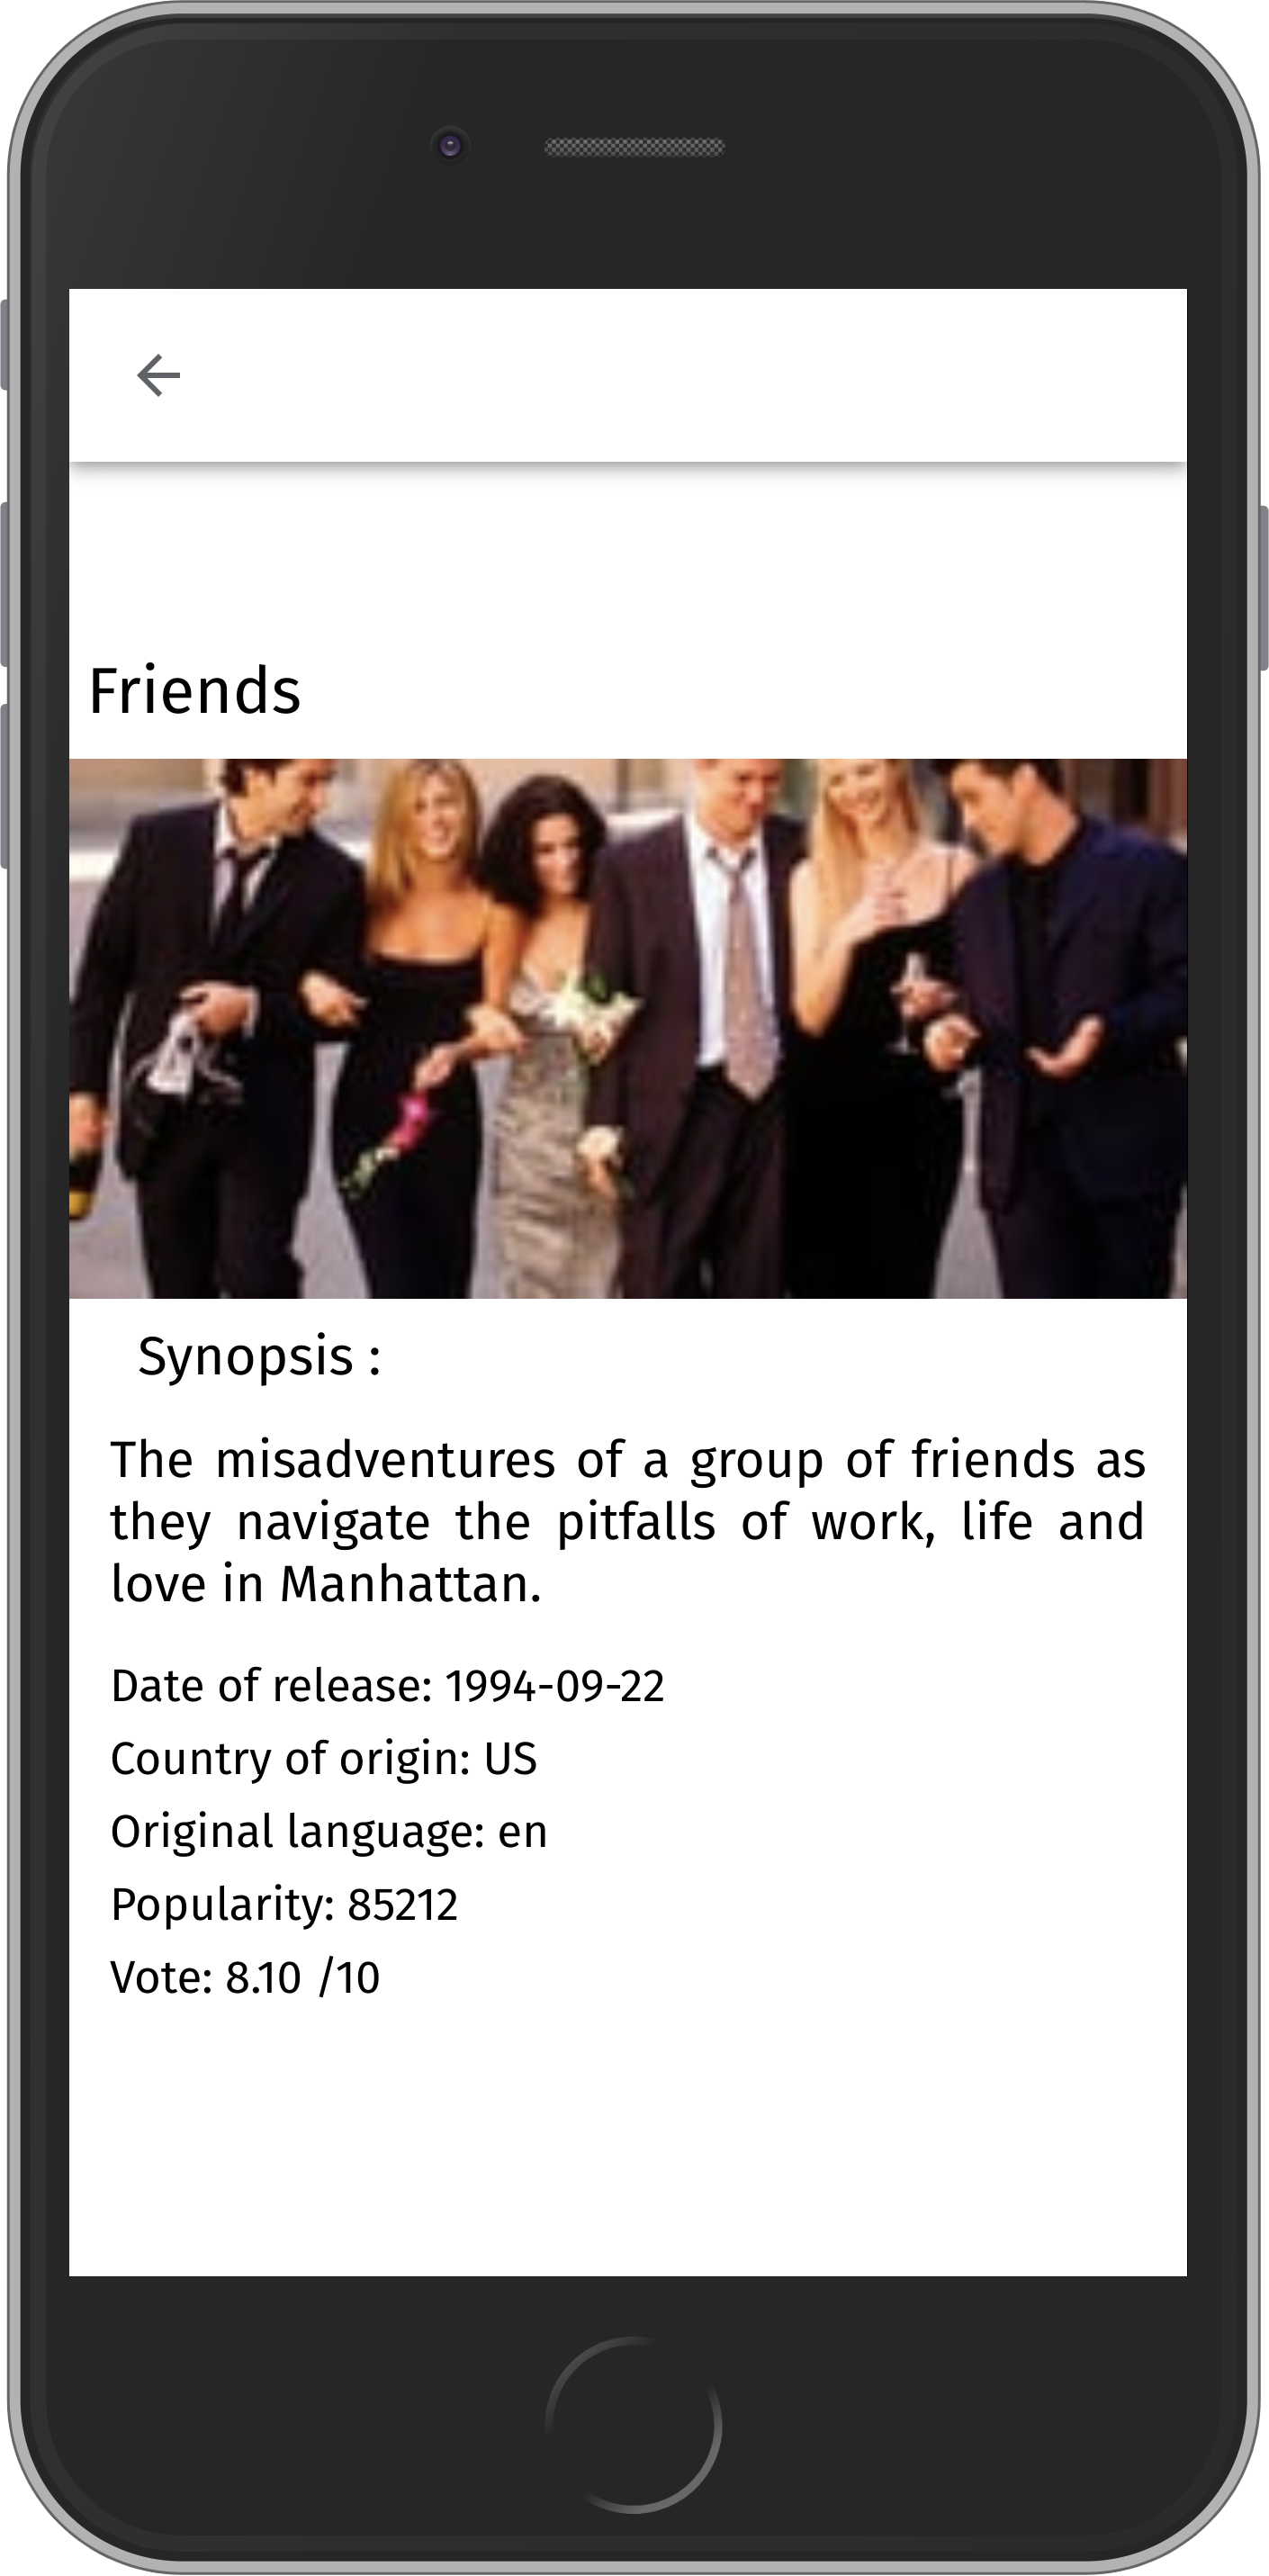 Friends
Synopsis :
The misadventures of a group of friends as
they navigate the pitfalls of work, life and
love in Manhattan.
Date of release: 1994-09-22
Country of origin: US
Original language: en
Popularity: 85212
Vote: 8.10 /10